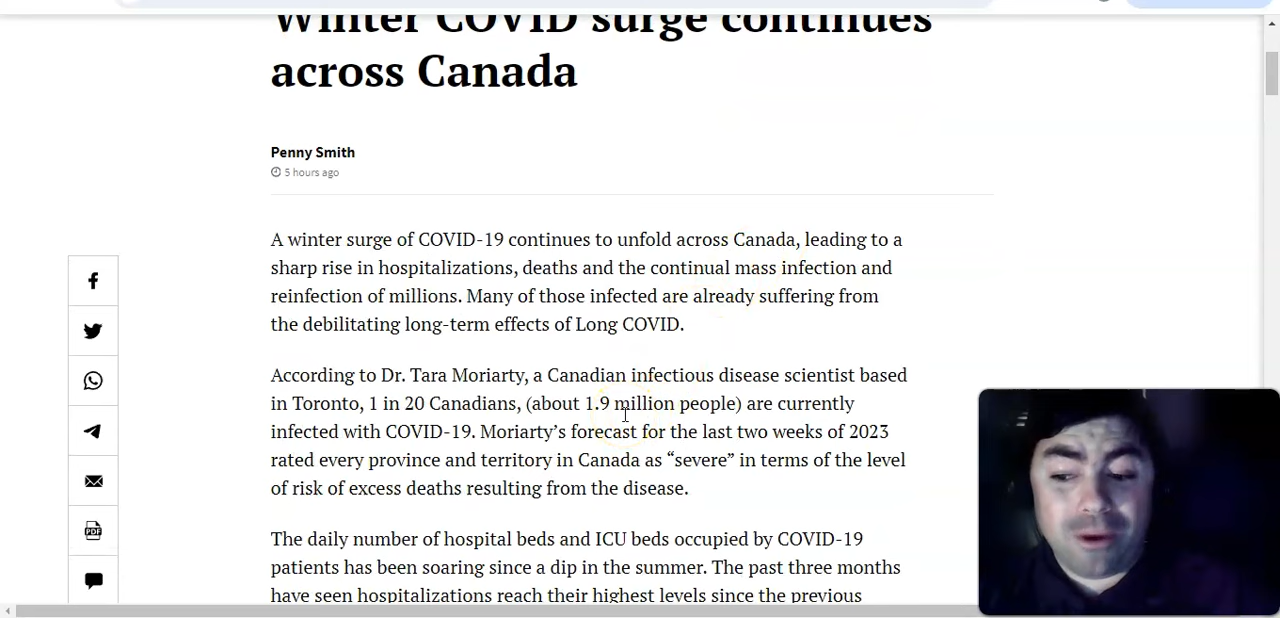 Winter COVID surge continues
across Canada
Penny Smith
5 hours ago
A winter surge of COVID-19 continues to unfold across Canada, leading to a
sharp rise in hospitalizations, deaths and the continual mass infection and
reinfection of millions. Many of those infected are already suffering from
the debilitating long-term effects of Long COVID.
According to Dr. Tara Moriarty, a Canadian infectious disease scientist based
in Toronto, 1 in 20 Canadians, (about 1.9 million people) are currently
infected with COVID-19. Moriarty’s forecast for the last two weeks of 2023
rated every province and territory in Canada as “severe” in terms of the level
of risk of excess deaths resulting from the disease.
The daily number of hospital beds and ICU beds occupied by COVID-19
patients has been soaring since a dip in the summer. The past three months
have seen hospitalizations reach their highest levels since the previous
PDF